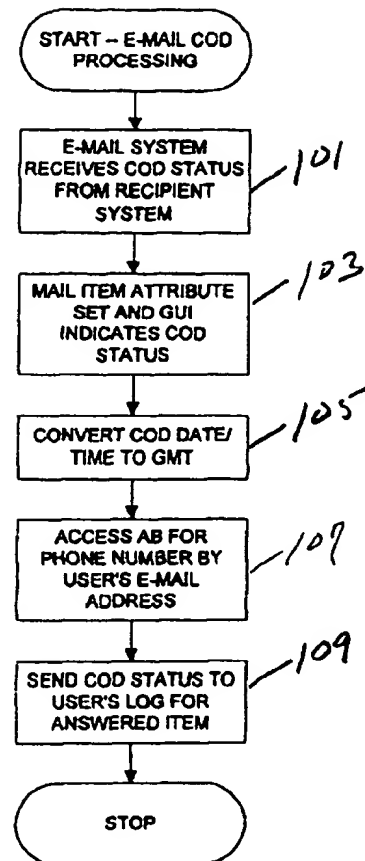 START – E-MAIL COD
PROCESSING
E-MAIL SYSTEM
RECEIVES COD STATUS
FROM RECIPIENT
SYSTEM
101
MAIL ITEM ATTRIBUTE
SET AND GUI
INDICATES COD
STATUS
103
CONVERT COD DATE/
TIME TO GMT
105
ACCESS AB FOR
PHONE NUMBER BY
USER'S E-MAIL
ADDRESS
107
SEND COD STATUS TO
USER'S LOG FOR
ANSWERED ITEM
109
STOP